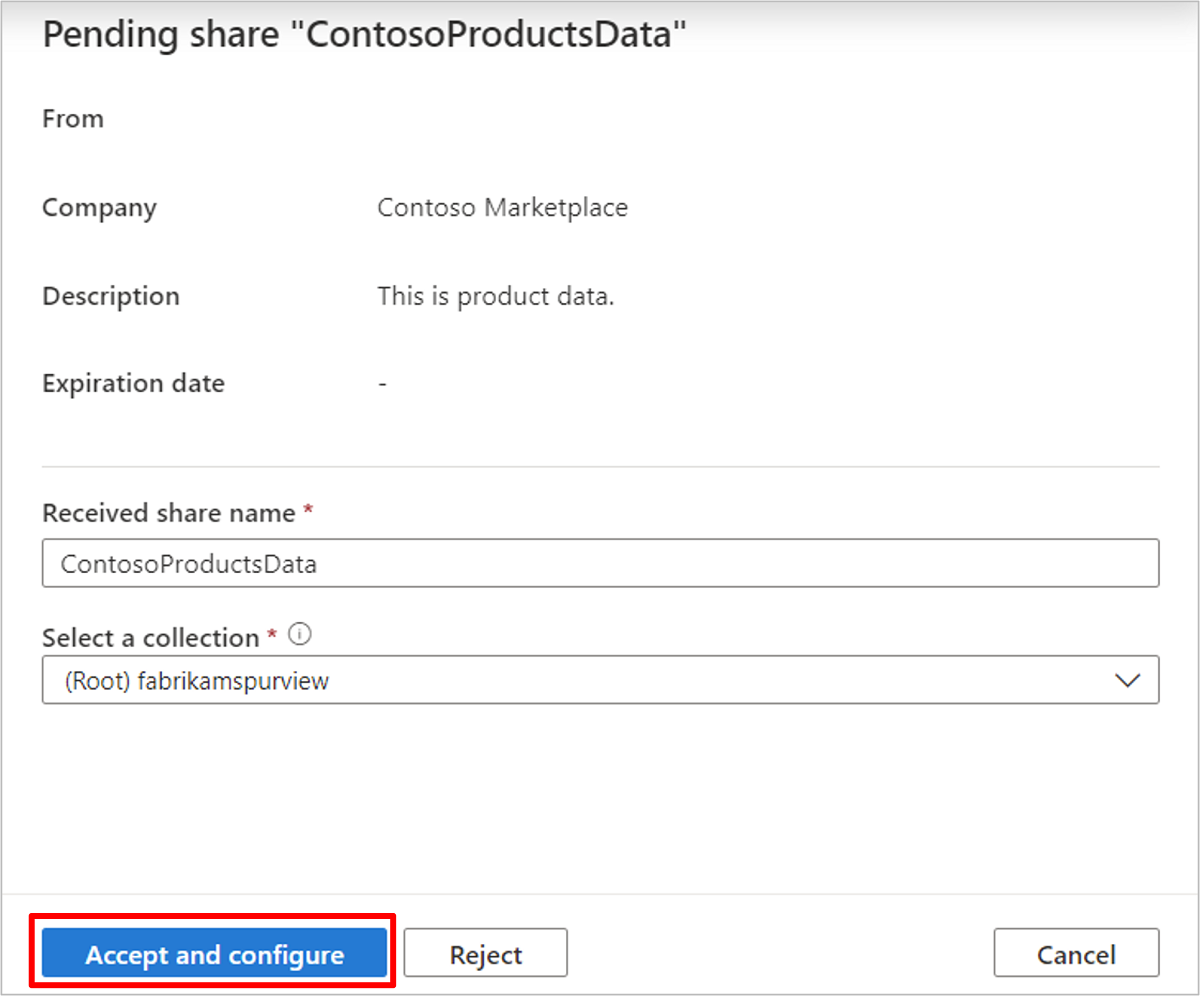 Pending share "ContosoProductsData"
From
Company Contoso Marketplace
Description This is product data.
Expiration date -
Received share name *
ContosoProductsData
Select a collection *
(Root) fabrikamspurview
Accept and configure Reject Cancel